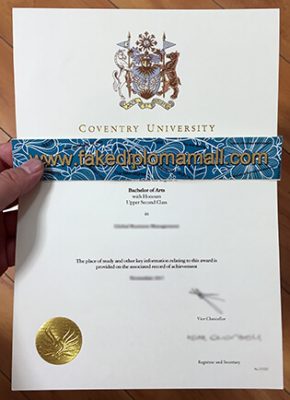 COVENTRY UNIVERSITY
www.fakediplomamall.com
Bachelor of Arts
with Honours
Upper Second Class
in
Global Business Management
The place of study and other key information relating to this award is
provided on the associated record of achievement
Vice-Chancellor
Registrar and Secretary